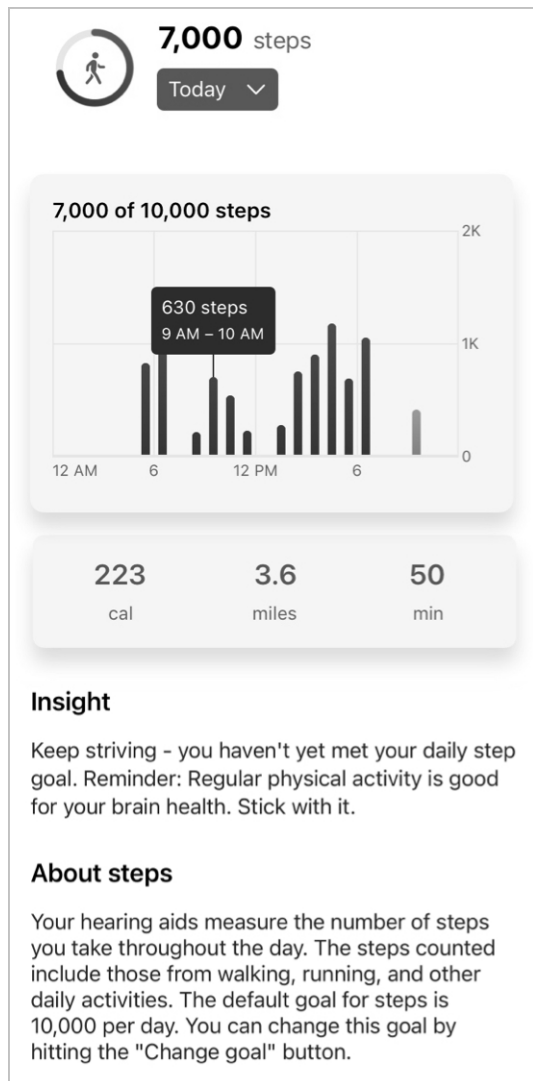 7,000 steps
Today
7,000 of 10,000 steps
2K
630 steps
9 AM – 10 AM
1K
0
12 AM 6 12 PM 6
223 3.6 50
cal miles min
Insight
Keep striving - you haven't yet met your daily step
goal. Reminder: Regular physical activity is good
for your brain health. Stick with it.
About steps
Your hearing aids measure the number of steps
you take throughout the day. The steps counted
include those from walking, running, and other
daily activities. The default goal for steps is
10,000 per day. You can change this goal by
hitting the "Change goal" button.